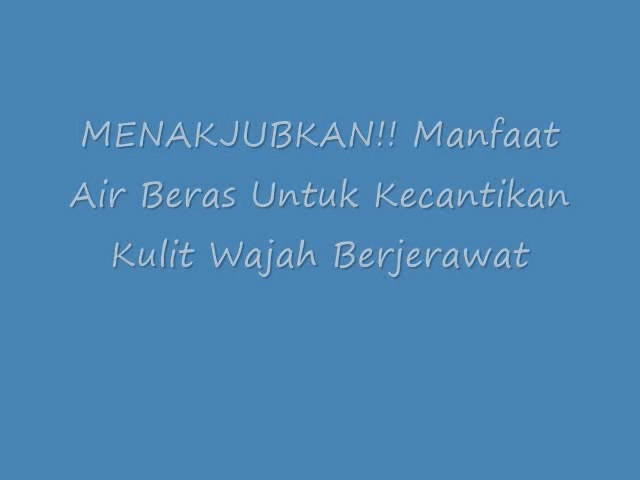 MENAKJUBKAN!! Manfaat
Air Beras Untuk Kecantikan
Kulit Wajah Berjerawat